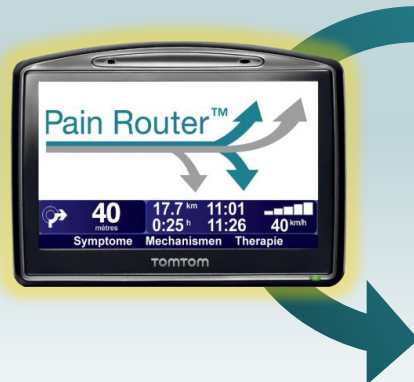 Pain Router™
40 17.7 km 11:01
mètres 0:25 h 11:26 40 km/h
Symptome Mechanismen Therapie
TOMTOM